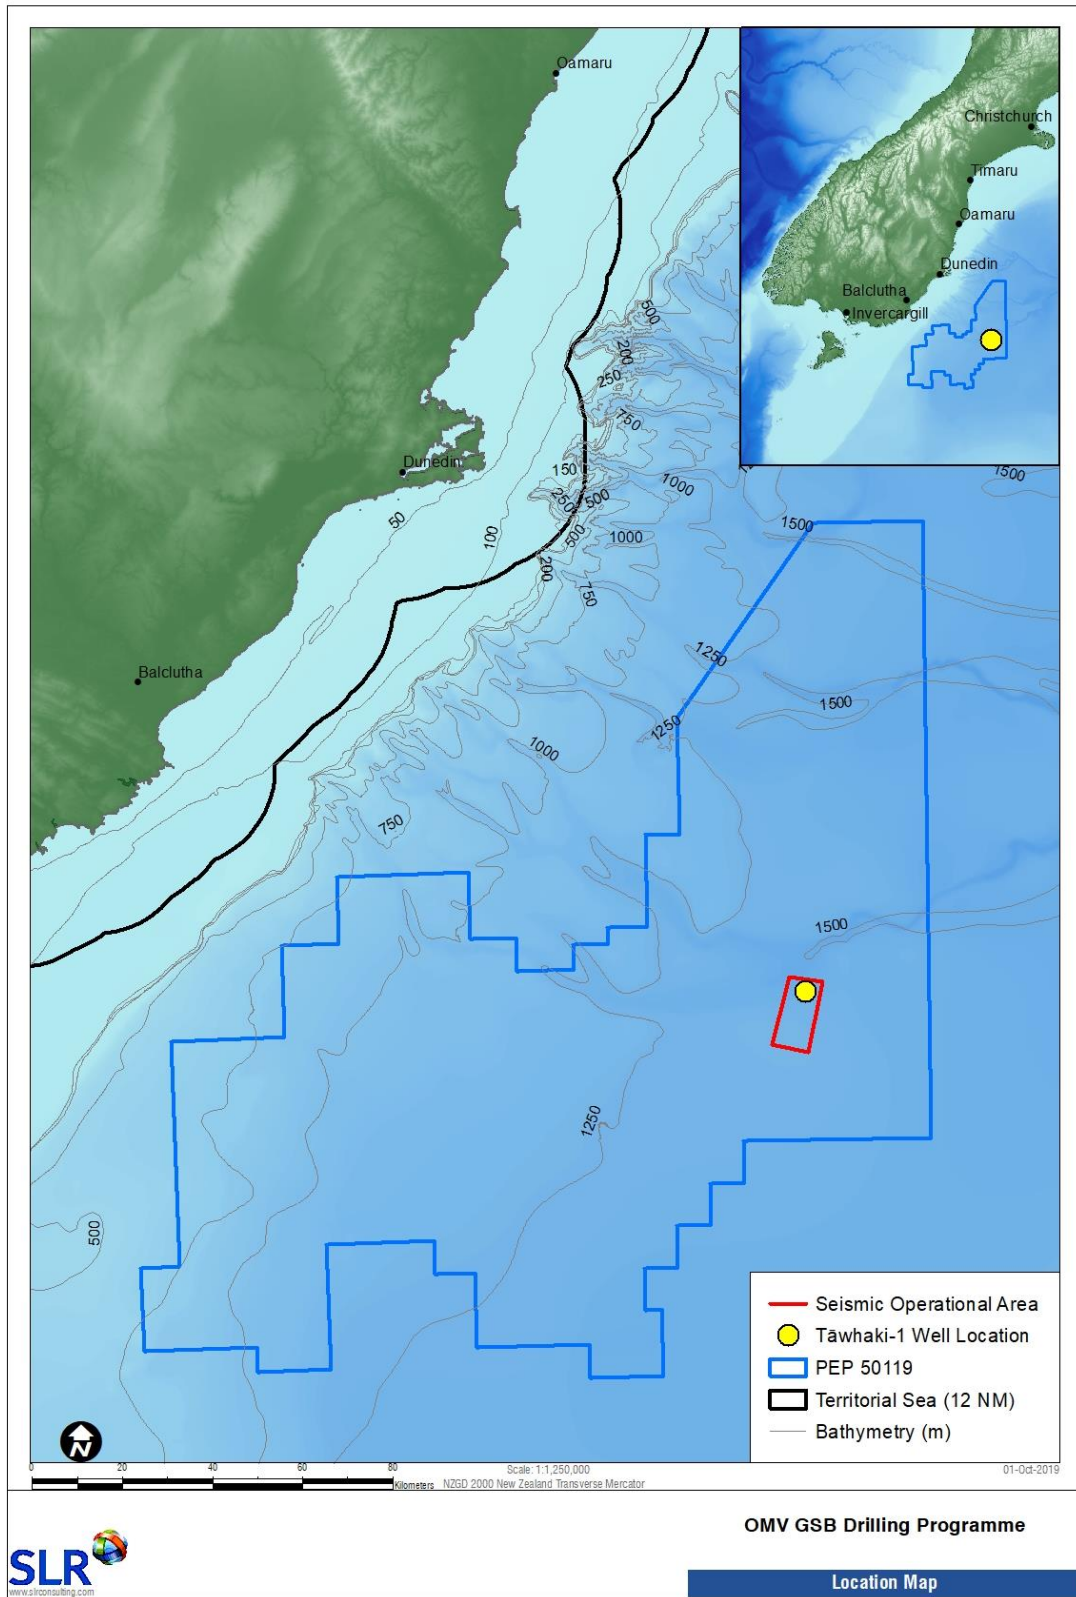 Oamaru
Christchurch
Timaru
Oamaru
Dunedin
Balclutha
Invercargill
500
200
250
750
Dunedin
150
1000
1500
250
500
50
100
500
1000
1500
200
750
1250
Balclutha
1500
1250
1000
750
1500
1250
500
Seismic Operational Area
Tāwhaki-1 Well Location
PEP 50119
Territorial Sea (12 NM)
Bathymetry (m)
N
0 20 40 60 80
Kilometers
Scale: 1:1,250,000
NZGD 2000 New Zealand Transverse Mercator
01-Oct-2019
SLR
www.slrconsulting.com
OMV GSB Drilling Programme
Location Map